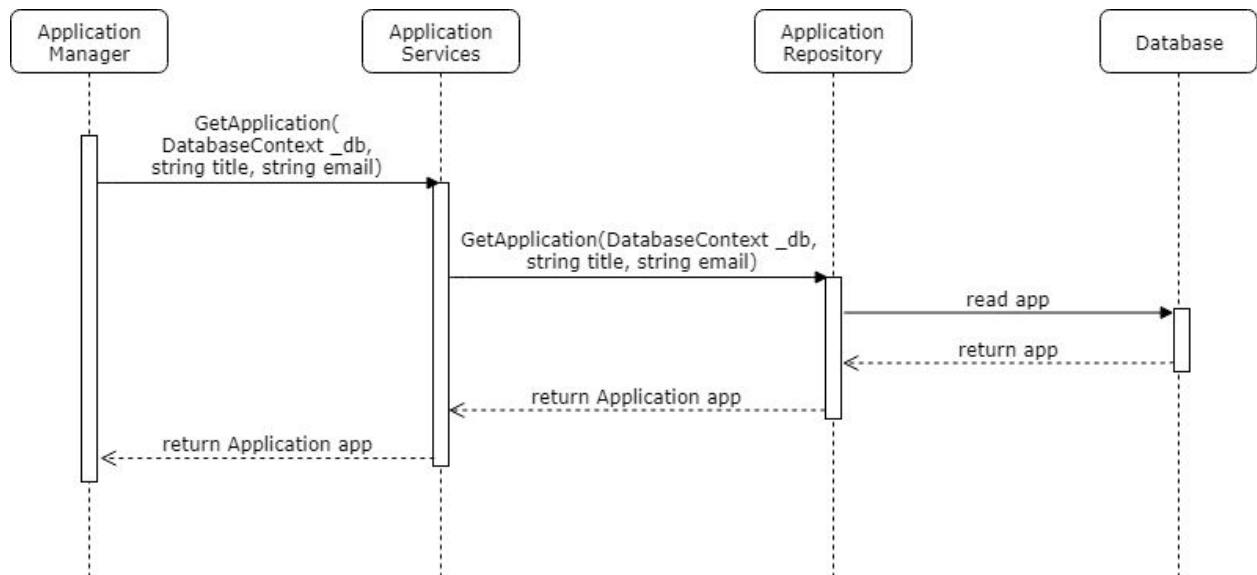 Application
Manager
Application
Services
Application
Repository
Database
GetApplication(
DatabaseContext _db,
string title, string email)
GetApplication(DatabaseContext _db,
string title, string email)
read app
return app
return Application app
return Application app